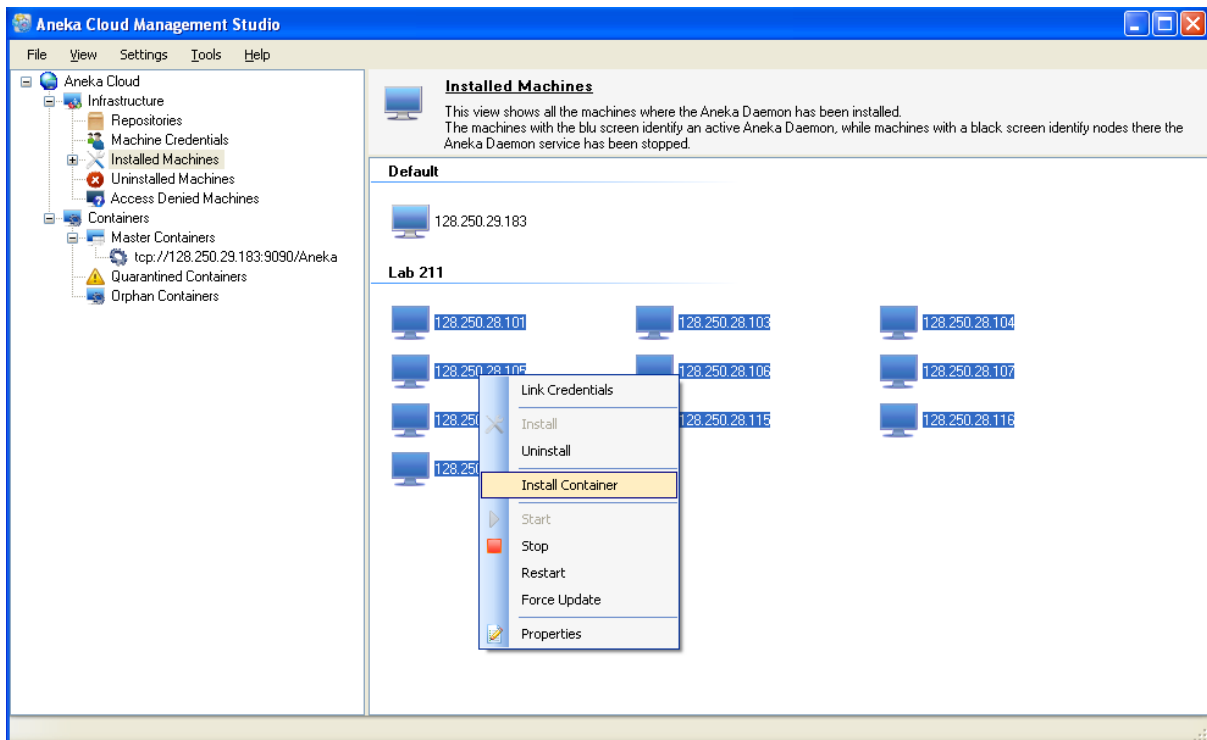 Aneka Cloud Management Studio
File View Settings Tools Help
Aneka Cloud
Infrastructure
Repositories
Machine Credentials
Installed Machines
Uninstalled Machines
Access Denied Machines
Containers
Master Containers
tcp://128.250.29.183:9090/Aneka
Quarantined Containers
Orphan Containers
Installed Machines
This view shows all the machines where the Aneka Daemon has been installed.
The machines with the blu screen identify an active Aneka Daemon, while machines with a black screen identify nodes there the
Aneka Daemon service has been stopped.
Default
128.250.29.183
Lab 211
128.250.28.101 128.250.28.103 128.250.28.104
128.250.28.105 128.250.28.106 128.250.28.107
128.250.28.115 128.250.28.116
Link Credentials
Install
Uninstall
Install Container
Start
Stop
Restart
Force Update
Properties